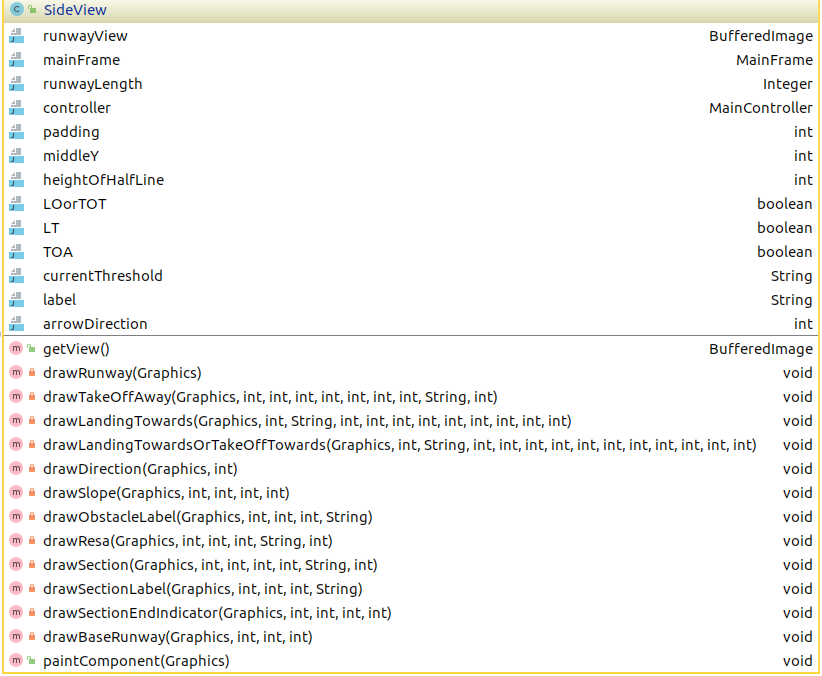 SideView
runwayView BufferedImage
mainFrame MainFrame
runwayLength Integer
controller MainController
padding int
middleY int
heightOfHalfLine int
LOorTOT boolean
LT boolean
TOA boolean
currentThreshold String
label String
arrowDirection int
getView() BufferedImage
drawRunway(Graphics) void
drawTakeOffAway(Graphics, int, int, int, int, int, int, int, String, int) void
drawLandingTowards(Graphics, int, String, int, int, int, int, int, int, int, int, int) void
drawLandingTowardsOrTakeOffTowards(Graphics, int, String, int, int, int, int, int, int, int, int, int, int, int) void
drawDirection(Graphics, int) void
drawSlope(Graphics, int, int, int, int) void
drawObstacleLabel(Graphics, int, int, int, String) void
drawResa(Graphics, int, int, int, String, int) void
drawSection(Graphics, int, int, int, int, String, int) void
drawSectionLabel(Graphics, int, int, int, String) void
drawSectionEndIndicator(Graphics, int, int, int, int) void
drawBaseRunway(Graphics, int, int, int) void
paintComponent(Graphics) void